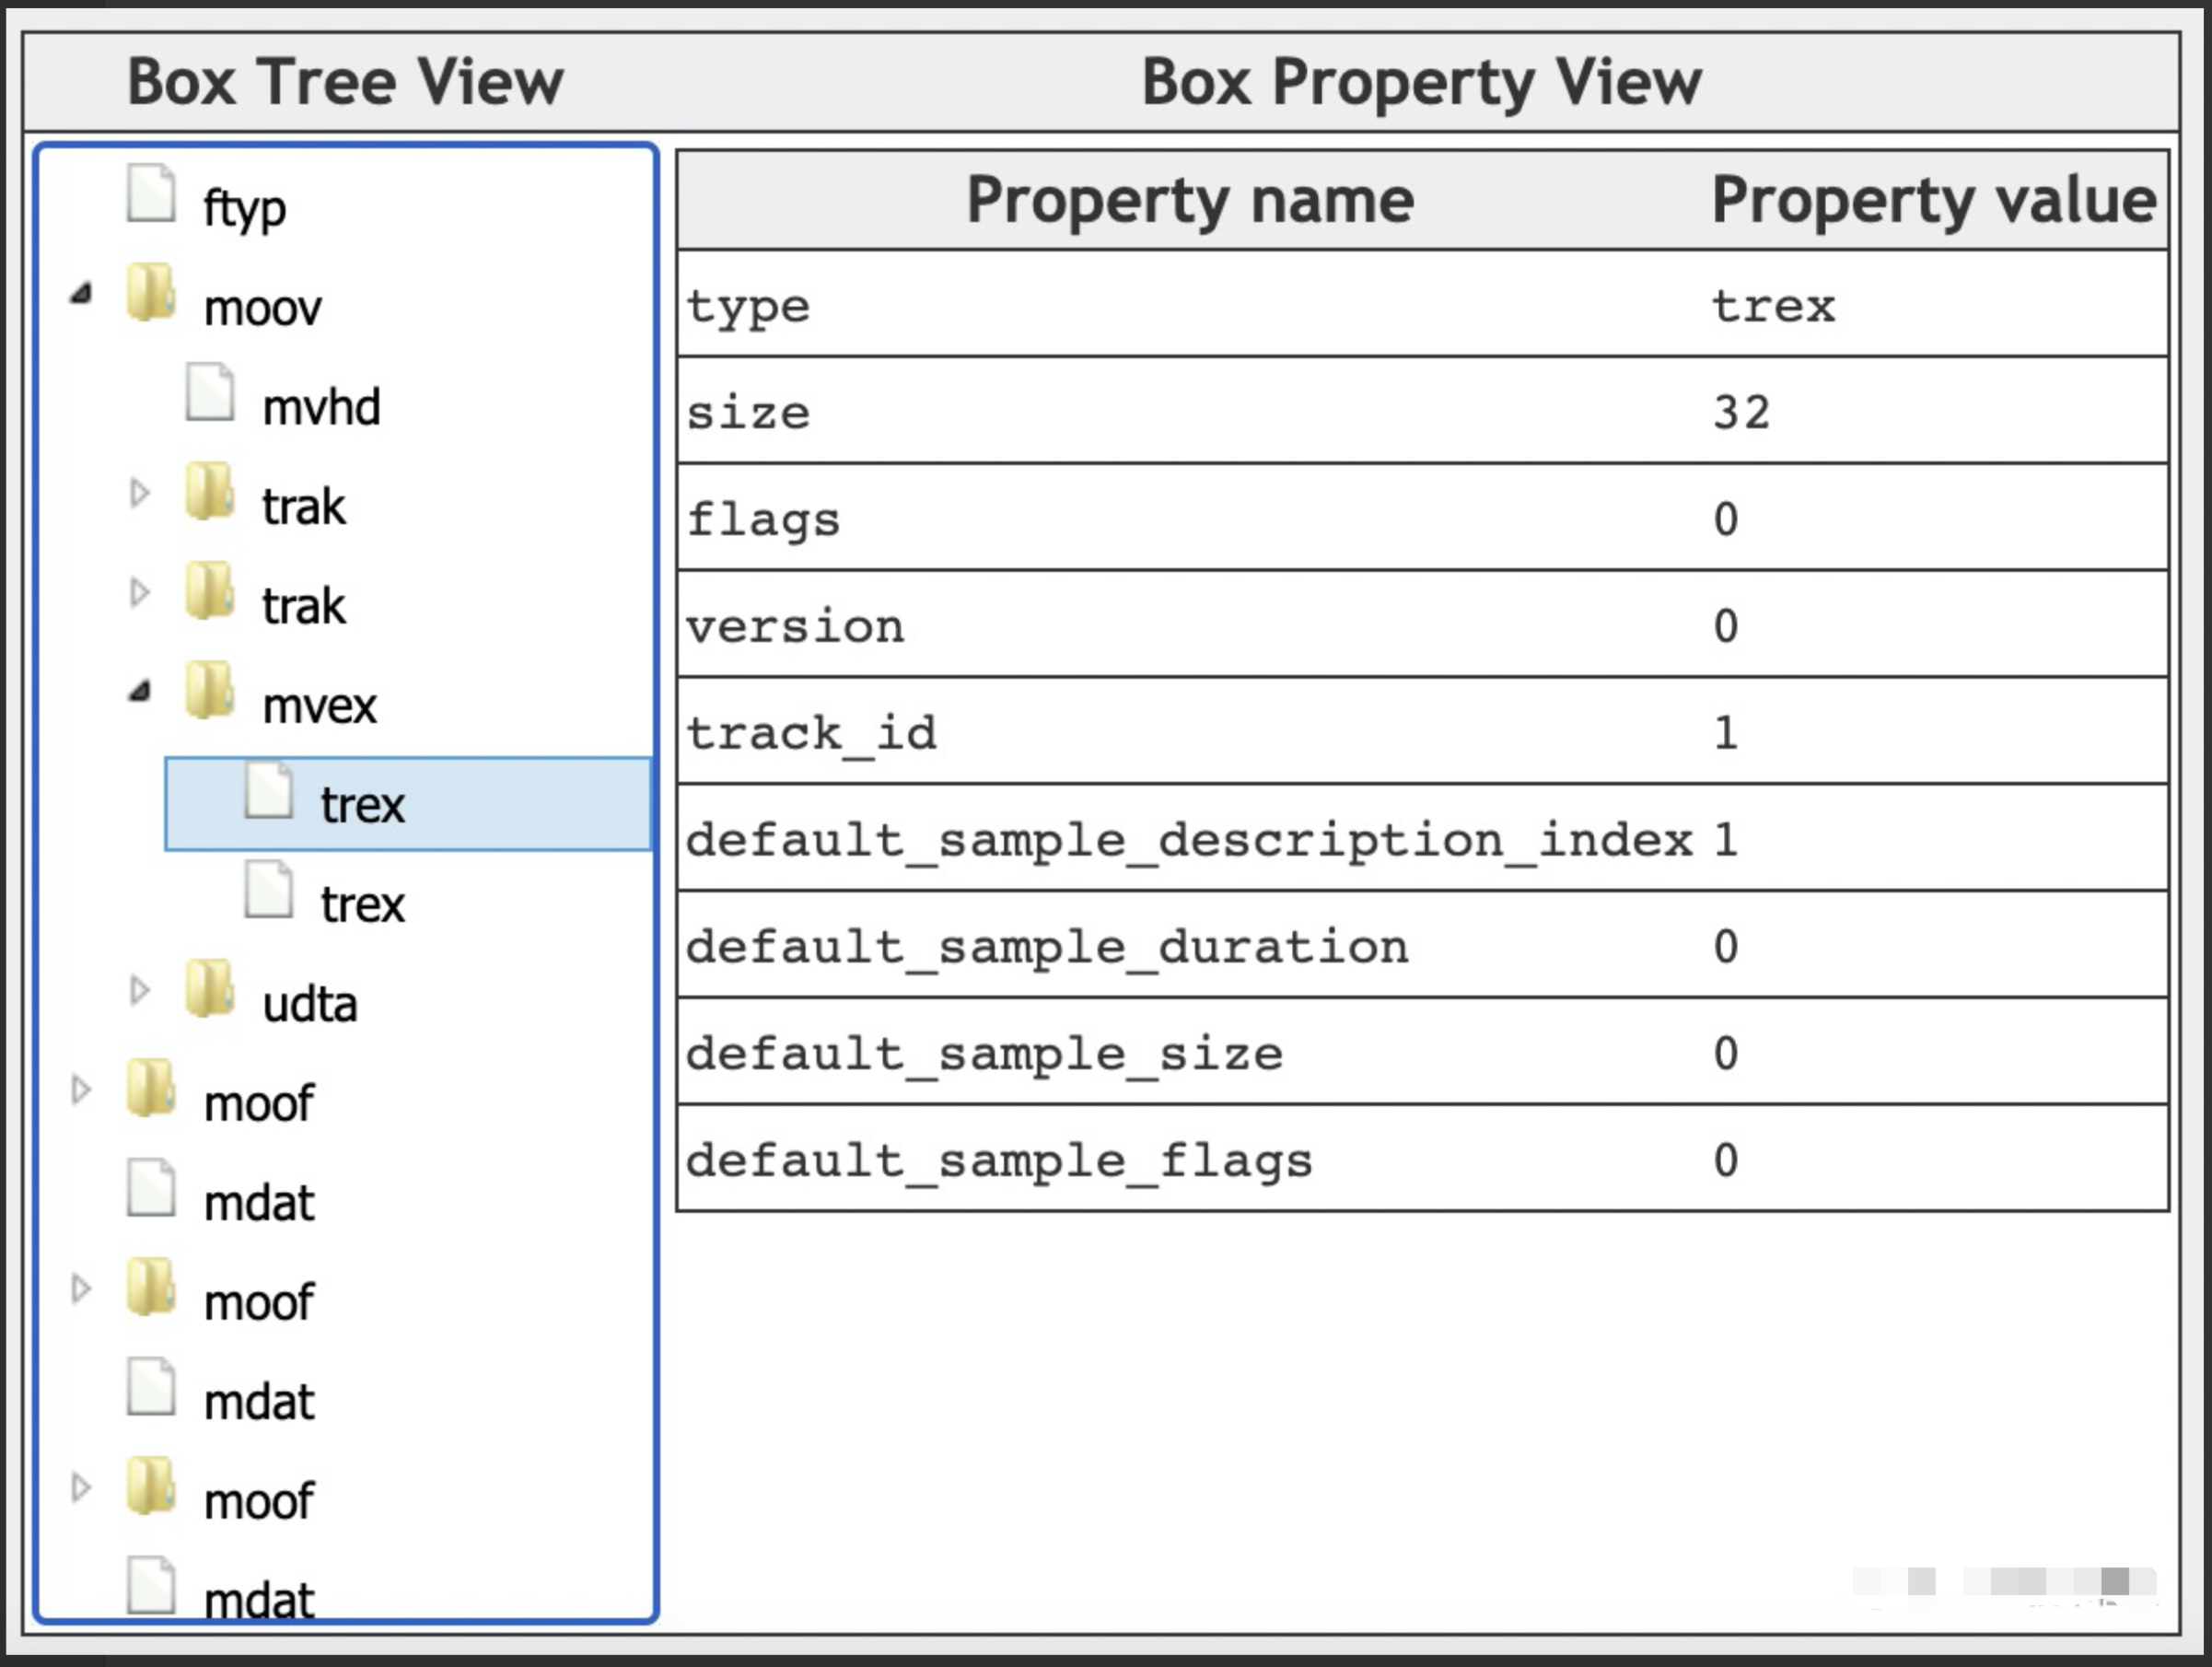 Box Tree View
Box Property View
ftyp
moov
mvhd
trak
trak
mvex
trex
trex
udta
moof
mdat
moof
mdat
moof
mdat
Property name Property value
type trex
size 32
flags 0
version 0
track_id 1
default_sample_description_index 1
default_sample_duration 0
default_sample_size 0
default_sample_flags 0